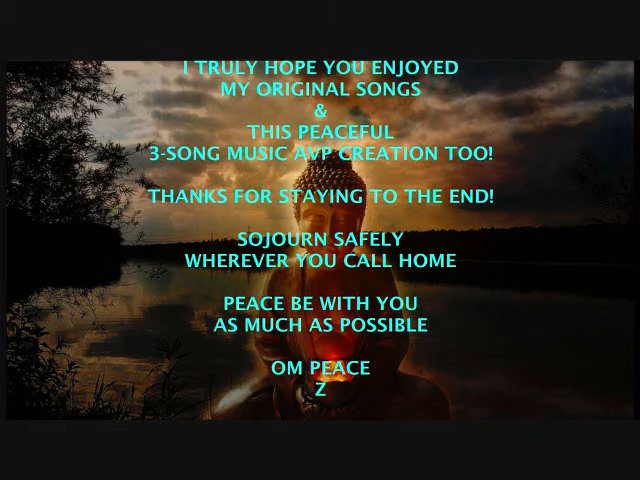 I TRULY HOPE YOU ENJOYED
MY ORIGINAL SONGS
&
THIS PEACEFUL
3-SONG MUSIC AVP CREATION TOO!
THANKS FOR STAYING TO THE END!
SOJOURN SAFELY
WHEREVER YOU CALL HOME
PEACE BE WITH YOU
AS MUCH AS POSSIBLE
OM PEACE
Z